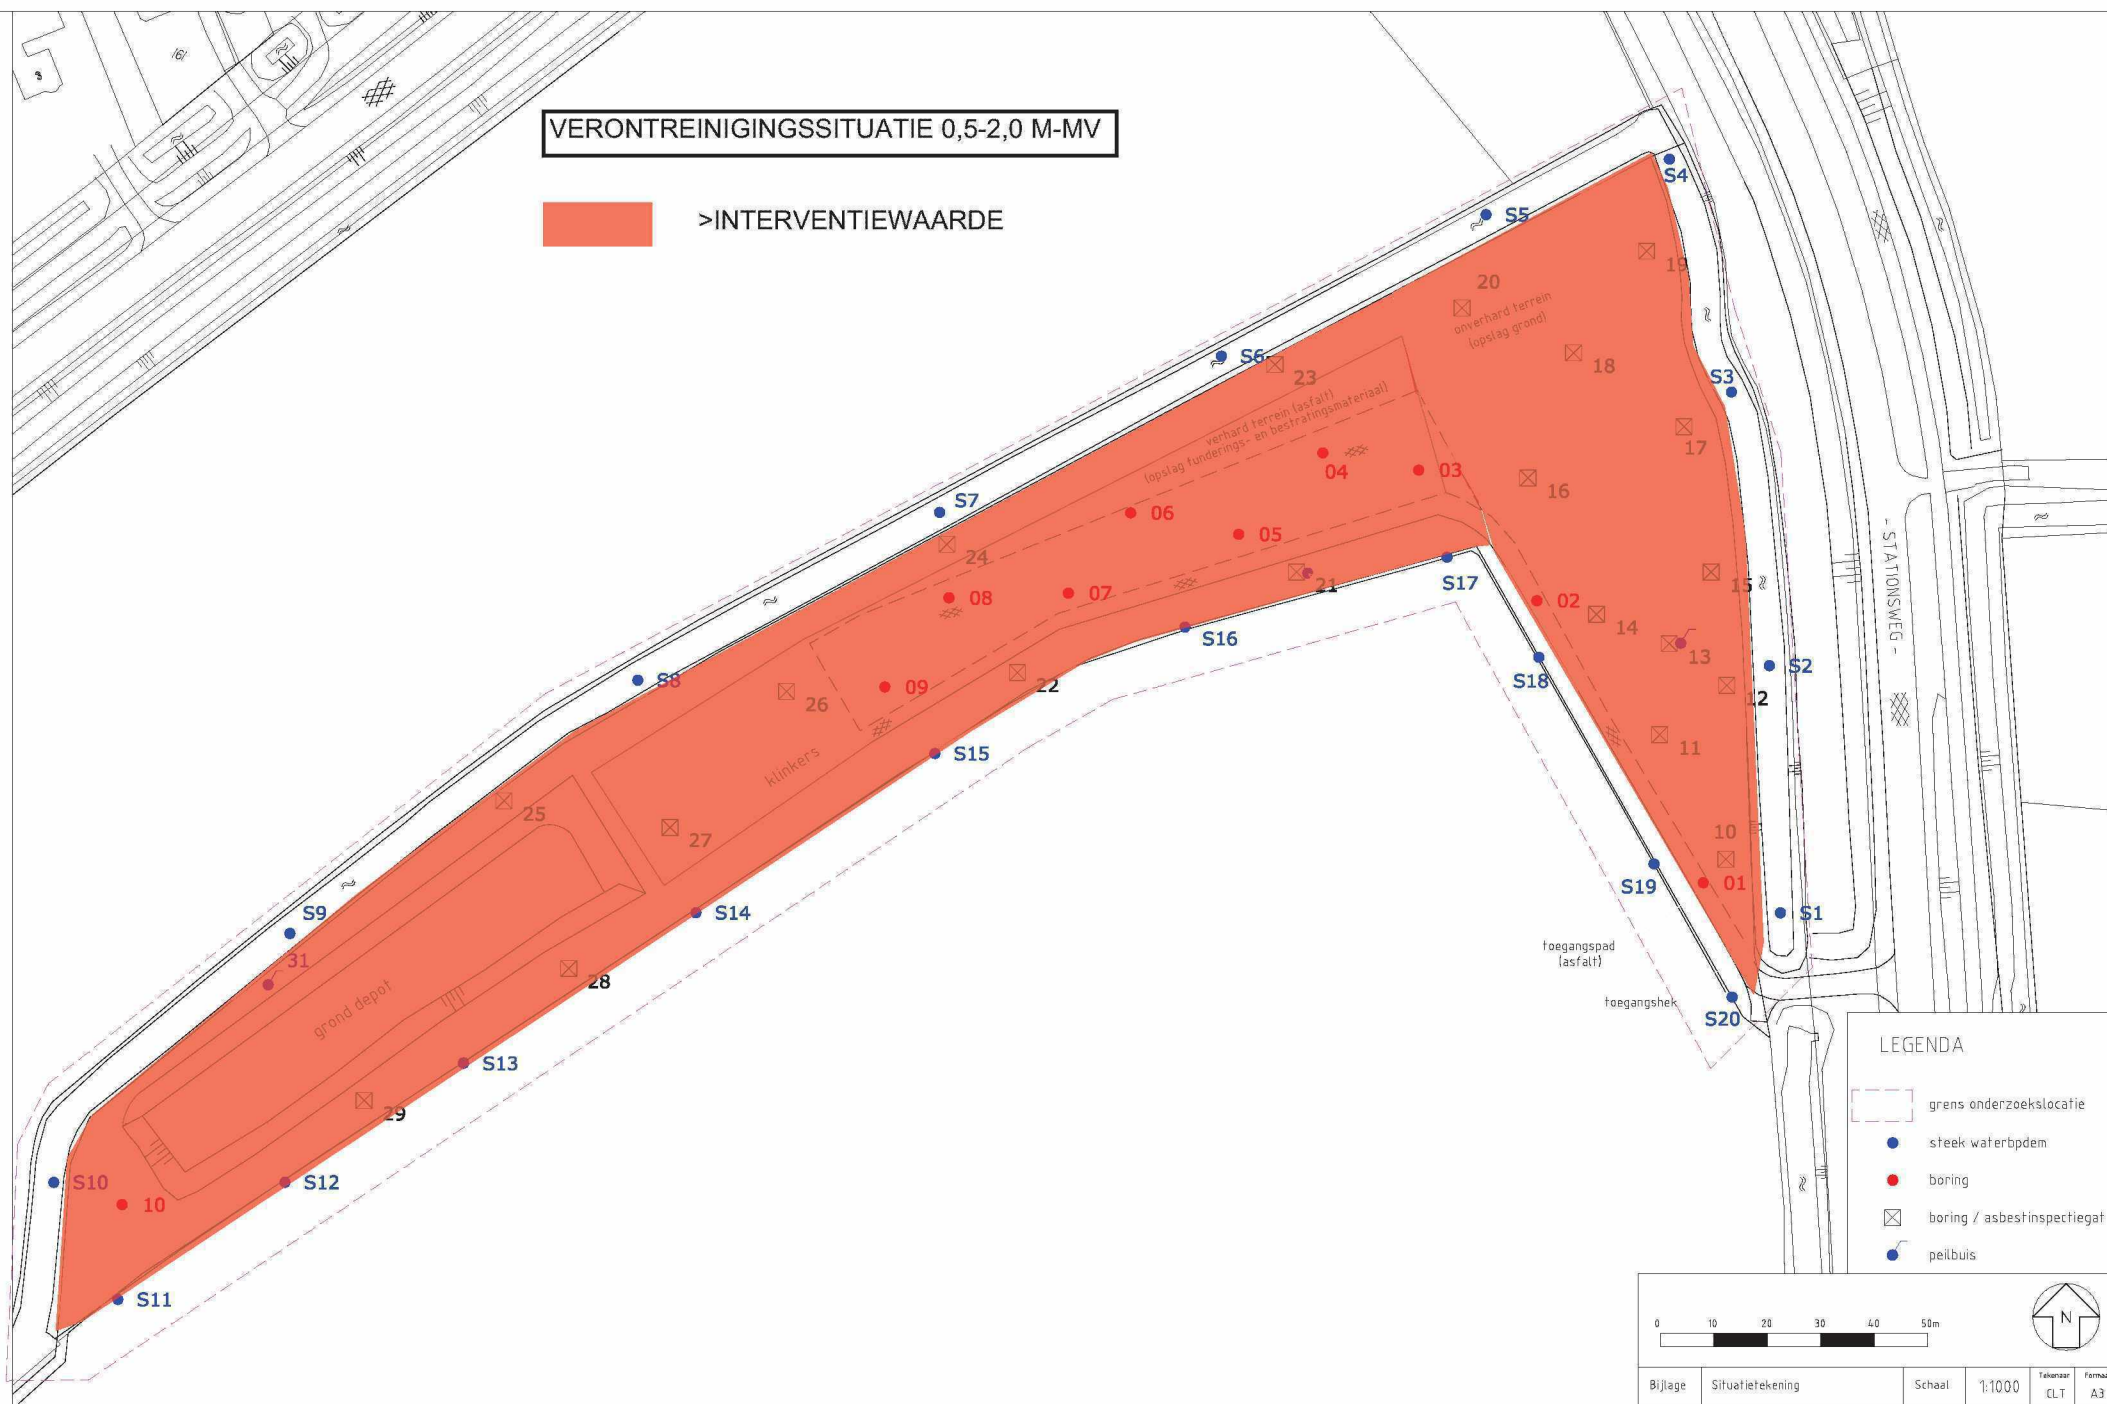 VERONTREINIGINGSSITUATIE 0,5-2,0 M-MV
>INTERVENTIEWAARDE
S4
S5
19
20
onverhard terrein
(opslag grond)
S6
23
18
S3
verhard terrein (asfalt)
(opslag funderings- en bestratingsmateriaal)
17
04
03
16
S7
06
05
24
- STATIONSWEG -
S17
21
15
08
07
02
14
S16
13
S2
S8
S18
22
12
09
26
11
S15
klinkers
25
27
10
S19
01
S14
S1
S9
toegangspad
(asfalt)
31
28
grond depot
toegangshek
S20
S13
29
S10
S12
10
S11
LEGENDA
grens onderzoekslocatie
steek waterbpdem
boring
boring / asbestinspectiegat
peilbuis
0 10 20 30 40 50m
N
Bijlage Situatietekening Schaal 1:1000 Tekenaar CLT Formaa A3